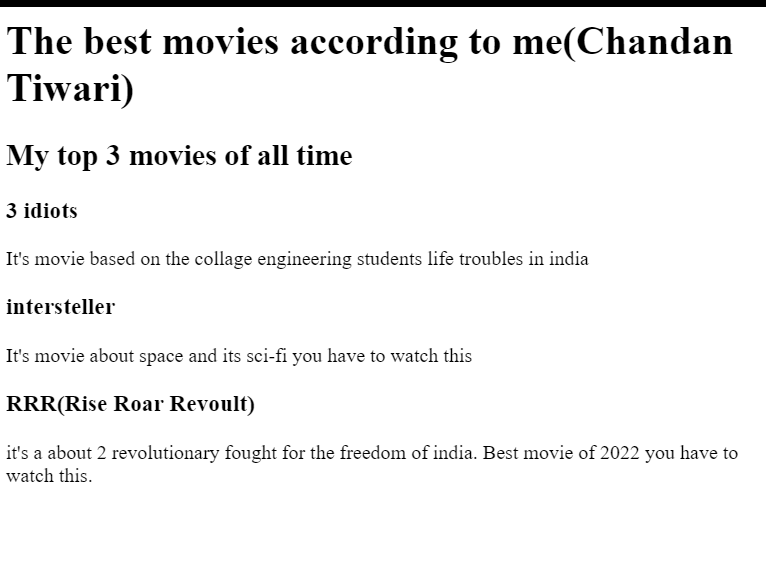 The best movies according to me(Chandan
Tiwari)
My top 3 movies of all time
3 idiots
It's movie based on the collage engineering students life troubles in india
intersteller
It's movie about space and its sci-fi you have to watch this
RRR(Rise Roar Revoult)
it's a about 2 revolutionary fought for the freedom of india. Best movie of 2022 you have to
watch this.